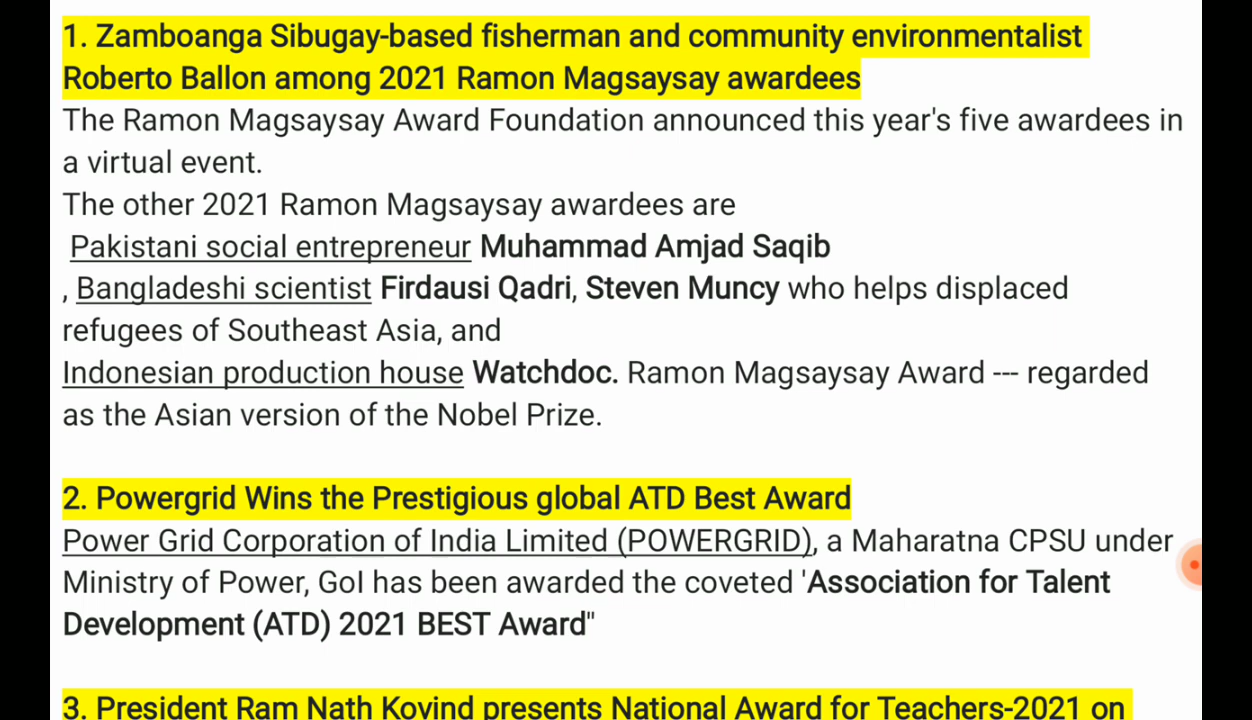 1. Zamboanga Sibugay-based fisherman and community environmentalist
Roberto Ballon among 2021 Ramon Magsaysay awardees
The Ramon Magsaysay Award Foundation announced this year's five awardees in
a virtual event.
The other 2021 Ramon Magsaysay awardees are
Pakistani social entrepreneur Muhammad Amjad Saqib
, Bangladeshi scientist Firdausi Qadri, Steven Muncy who helps displaced
refugees of Southeast Asia, and
Indonesian production house Watchdoc. Ramon Magsaysay Award --- regarded
as the Asian version of the Nobel Prize.
2. Powergrid Wins the Prestigious global ATD Best Award
Power Grid Corporation of India Limited (POWERGRID), a Maharatna CPSU under
Ministry of Power, GoI has been awarded the coveted 'Association for Talent
Development (ATD) 2021 BEST Award"
3. President Ram Nath Kovind presents National Award for Teachers-2021 on